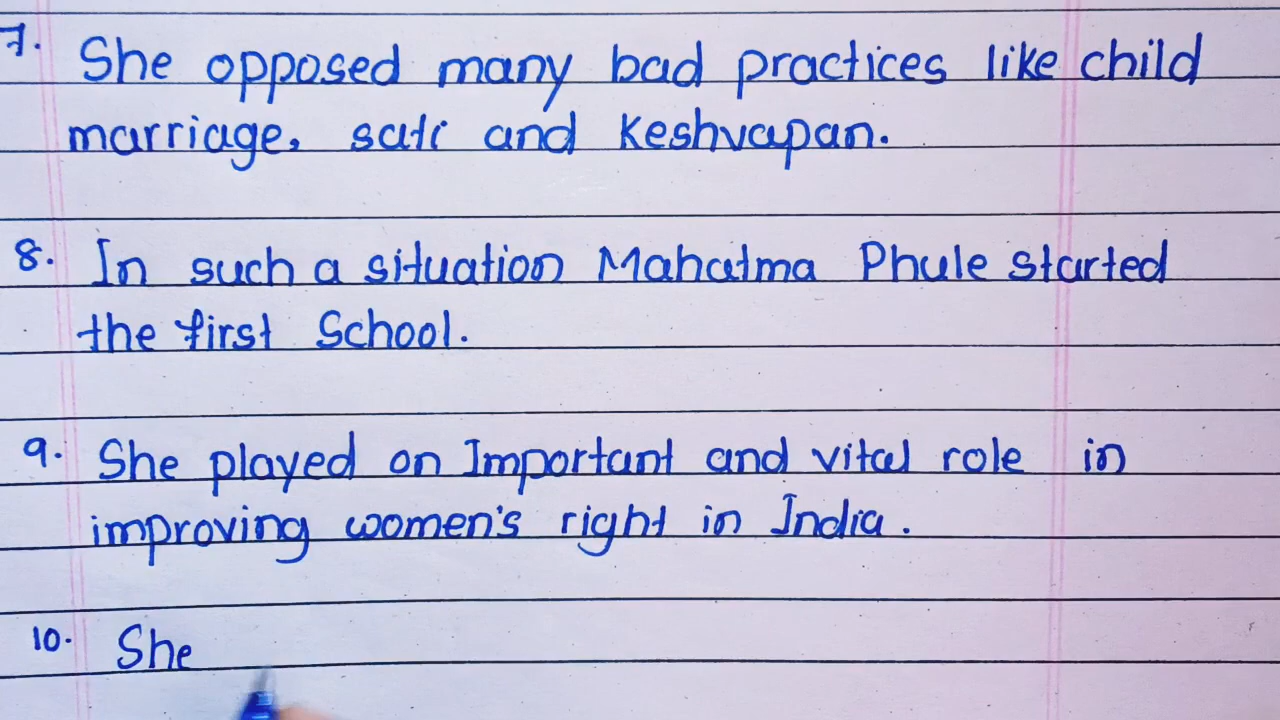 7. She opposed many bad practices like child
marriage, sati and Keshvapan.
8. In such a situation Mahatma Phule started
the first School.
9. She played on Important and vital role in
improving women's right in India.
10. She